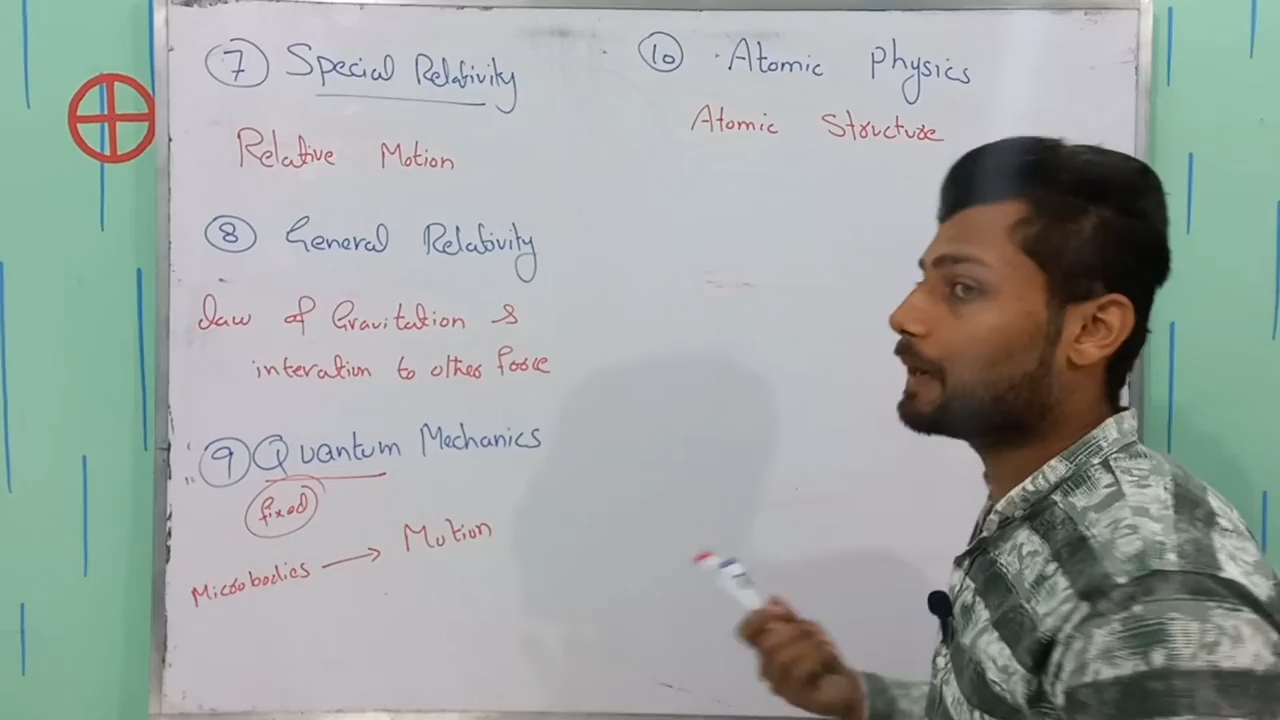 7 Special Relativity
Relative Motion
8 General Relativity
law of Gravitation &
interation to other force
9 Quantum Mechanics
fixed
Microbodies → Motion
10 Atomic Physics
Atomic Structure